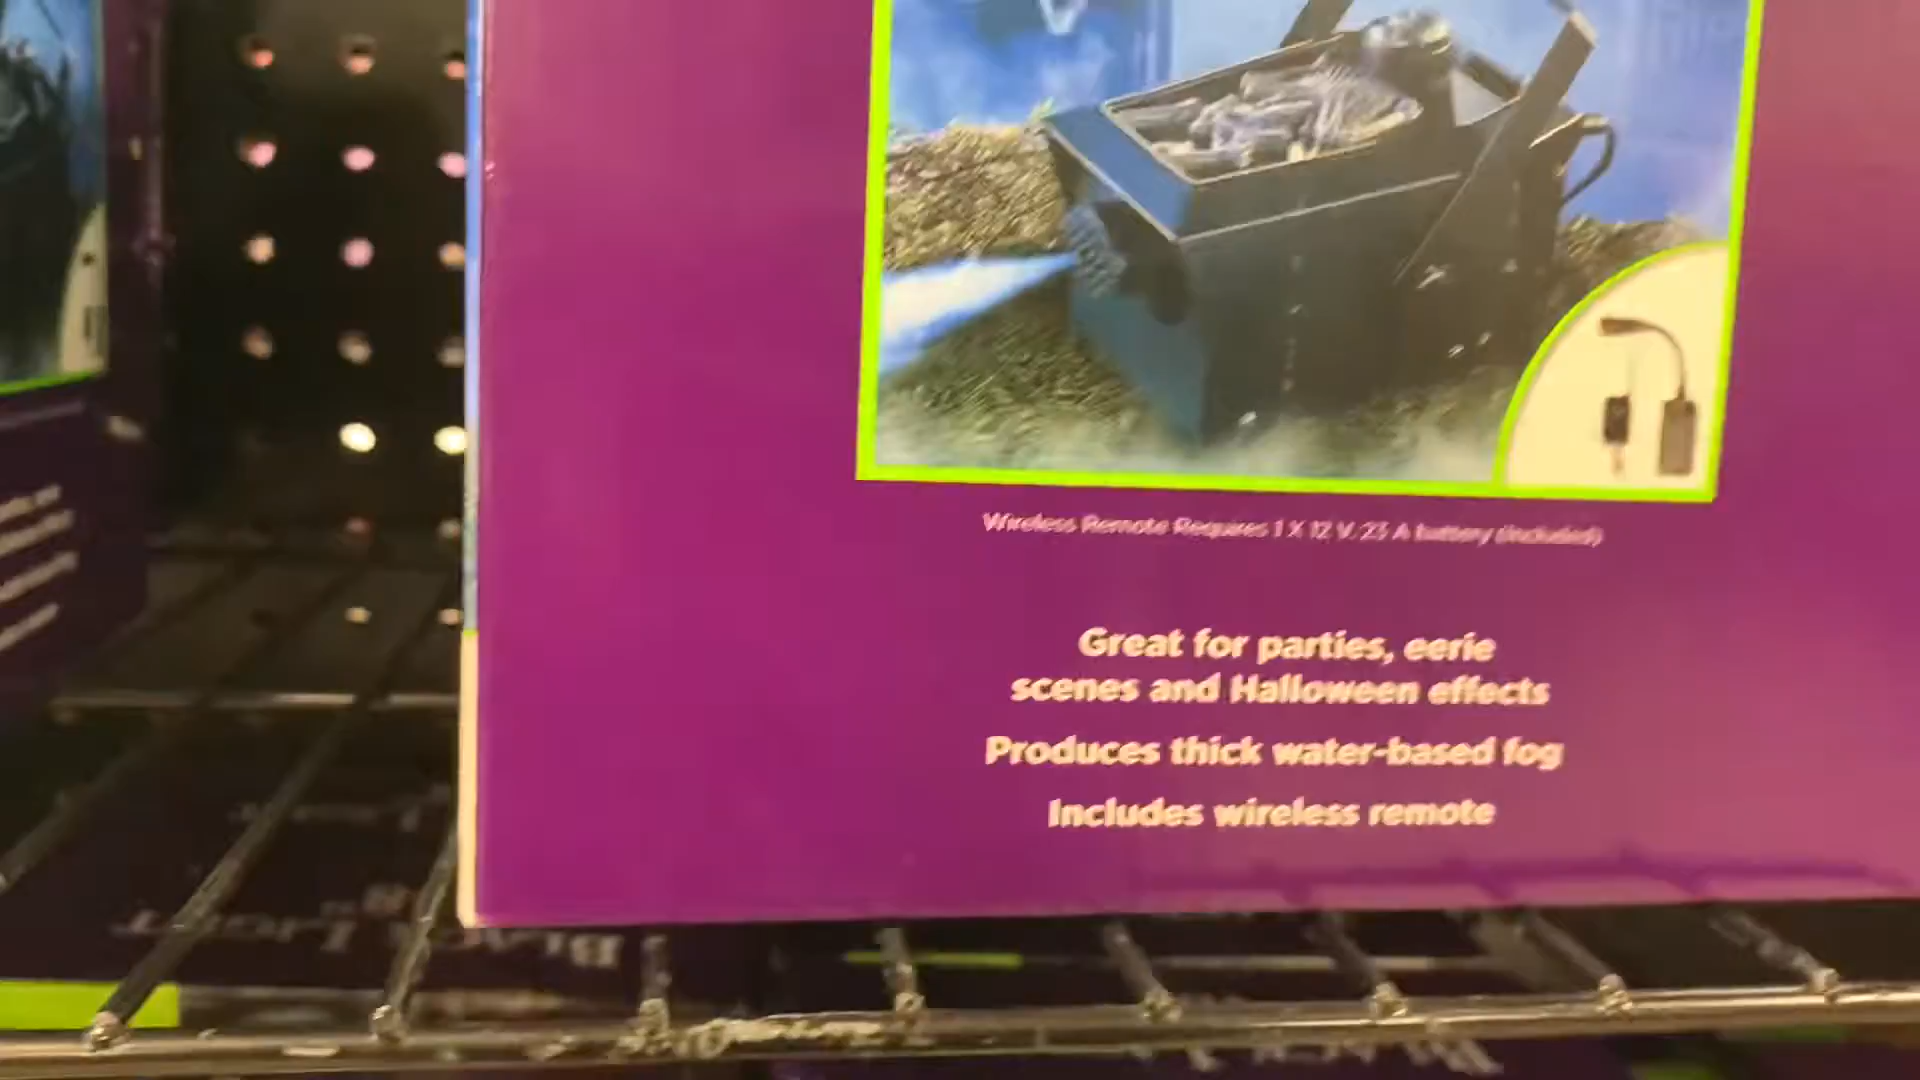 Wireless Remote Requires 1 X 12 V. 23 A battery (included)
Great for parties, eerie
scenes and Halloween effects
Produces thick water-based fog
Includes wireless remote